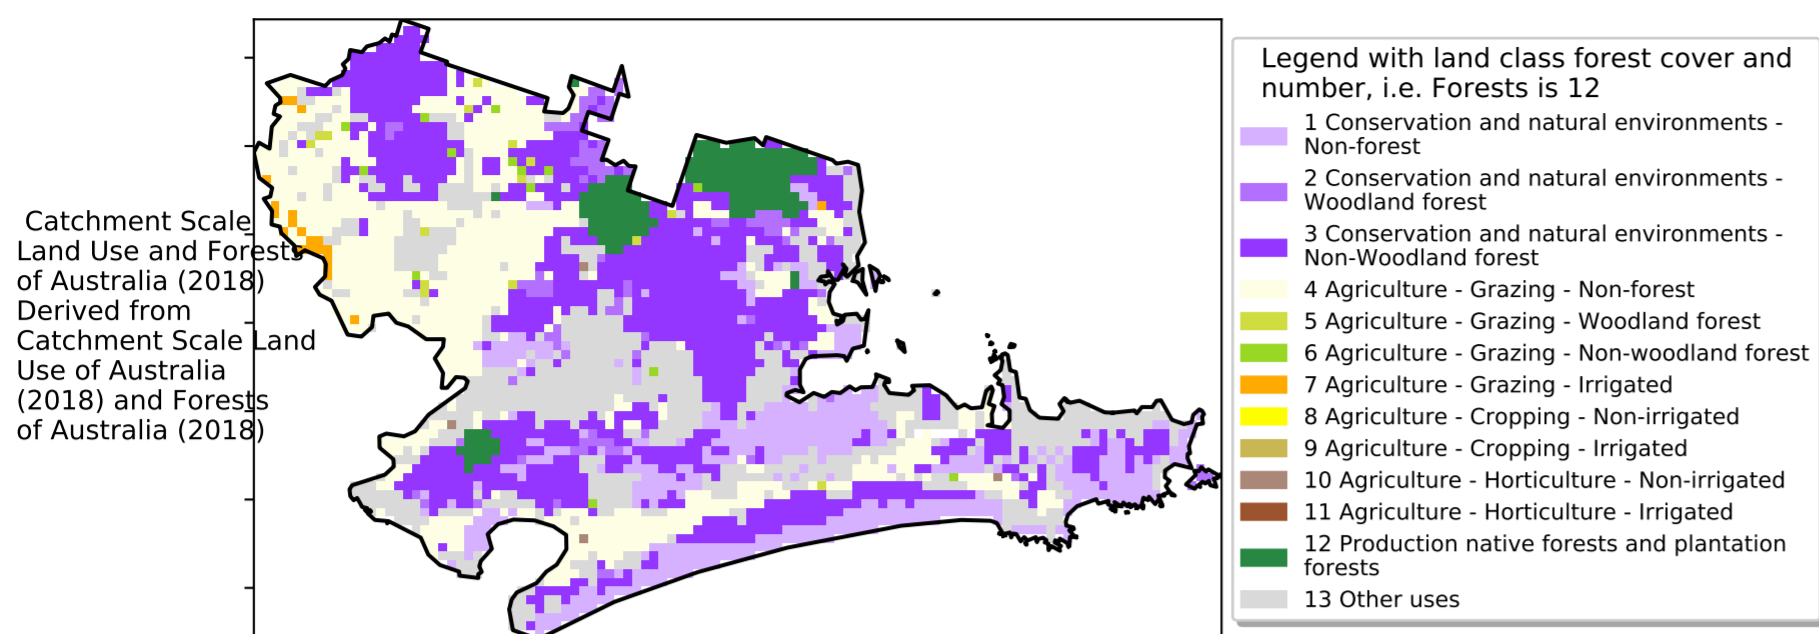 Catchment Scale
Land Use and Forests
of Australia (2018)
Derived from
Catchment Scale Land
Use of Australia
(2018) and Forests
of Australia (2018)
Legend with land class forest cover and
number, i.e. Forests is 12
1 Conservation and natural environments -
Non-forest
2 Conservation and natural environments -
Woodland forest
3 Conservation and natural environments -
Non-Woodland forest
4 Agriculture - Grazing - Non-forest
5 Agriculture - Grazing - Woodland forest
6 Agriculture - Grazing - Non-woodland forest
7 Agriculture - Grazing - Irrigated
8 Agriculture - Cropping - Non-irrigated
9 Agriculture - Cropping - Irrigated
10 Agriculture - Horticulture - Non-irrigated
11 Agriculture - Horticulture - Irrigated
12 Production native forests and plantation
forests
13 Other uses